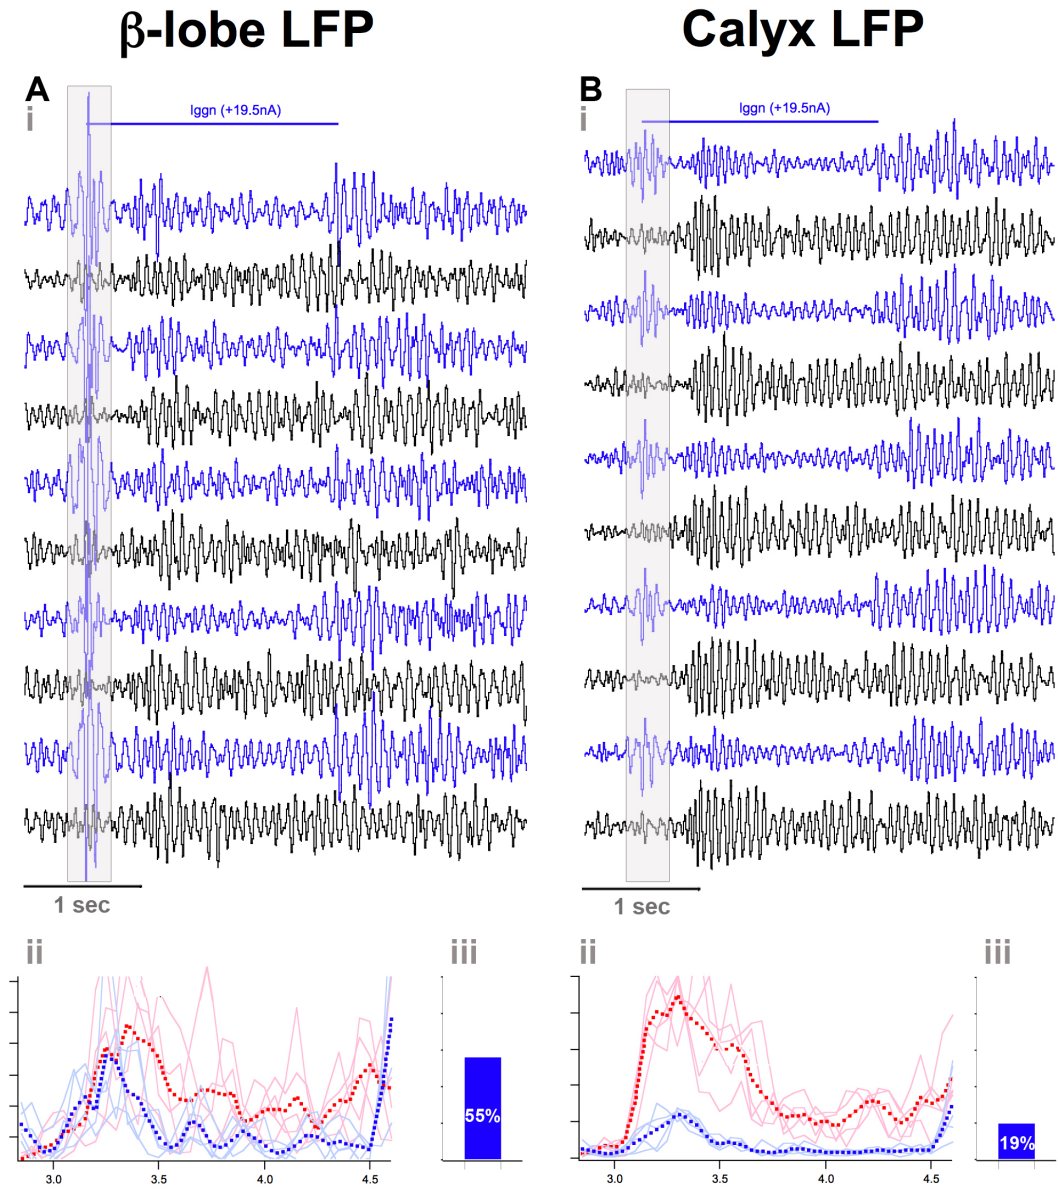 β-lobe LFP
Calyx LFP
A
i
Iggn (+19.5nA)
B
i
Iggn (+19.5nA)
1 sec
1 sec
ii
iii
ii
iii
55%
19%
3.0 3.5 4.0 4.5
3.0 3.5 4.0 4.5